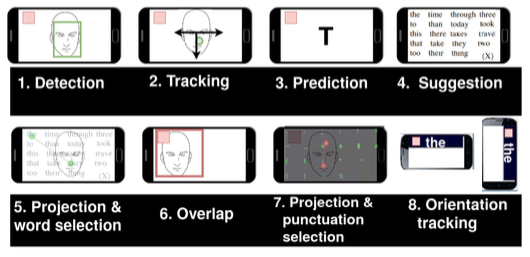 T
the time through three
to than today took
this there takes trave
that take they two
too their thing (X)
1. Detection
2. Tracking
3. Prediction
4. Suggestion
the time through three
to than today took
this there takes trave
that take they two
too their thing (X)
the
the
5. Projection &
word selection
6. Overlap
7. Projection &
punctuation
selection
8. Orientation
tracking